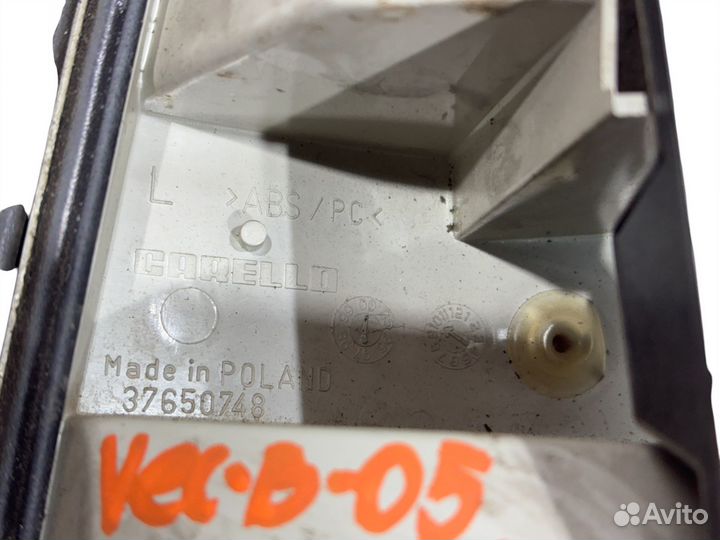 L >ABS/PC<
CARELLO
Made in POLAND
37650748
Vec-B-05
Avito